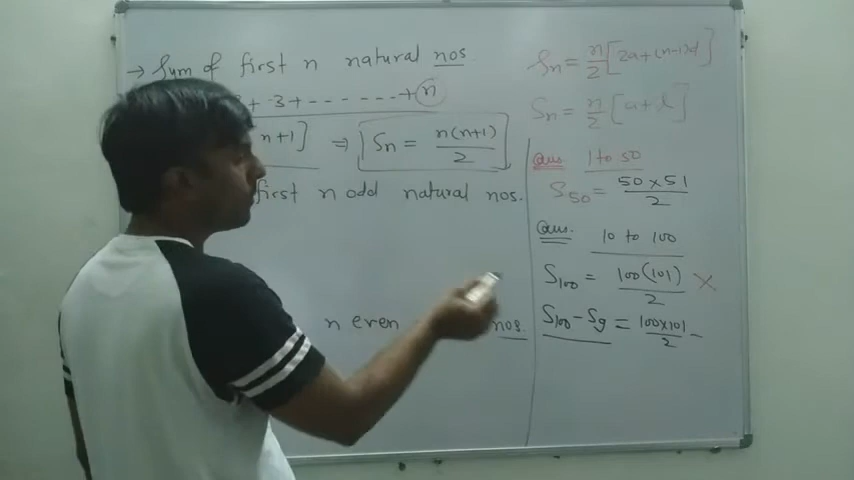 → Sum of first n natural nos.
3 + - - - - - - + n
n+1] ⇒ Sn = n(n+1)/2
first n odd natural nos.
n even nos.
Sn = n/2 [2a + (n-1)d]
Sn = n/2 [a + l]
Ques 1 to 50
S50 = 50 × 51/2
Ques. 10 to 100
S100 = 100(101)/2 ×
S100 - S9 = 100×101/2 -